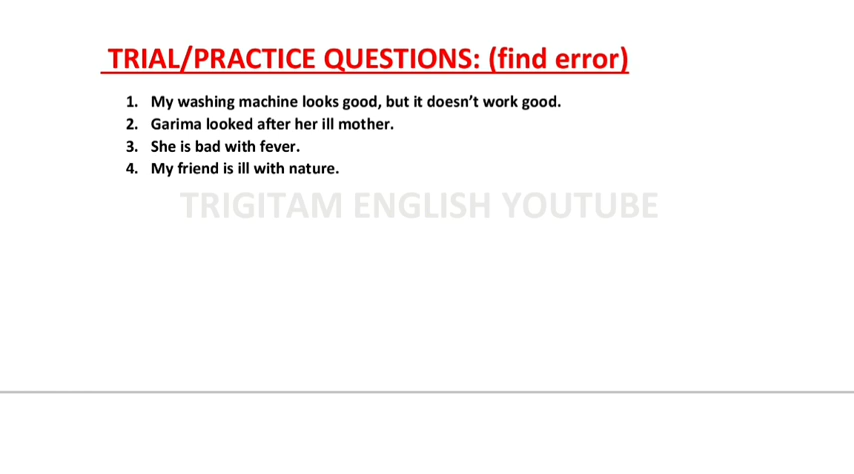 TRIAL/PRACTICE QUESTIONS: (find error)
1. My washing machine looks good, but it doesn't work good.
2. Garima looked after her ill mother.
3. She is bad with fever.
4. My friend is ill with nature.
TRIGITAM ENGLISH YOUTUBE